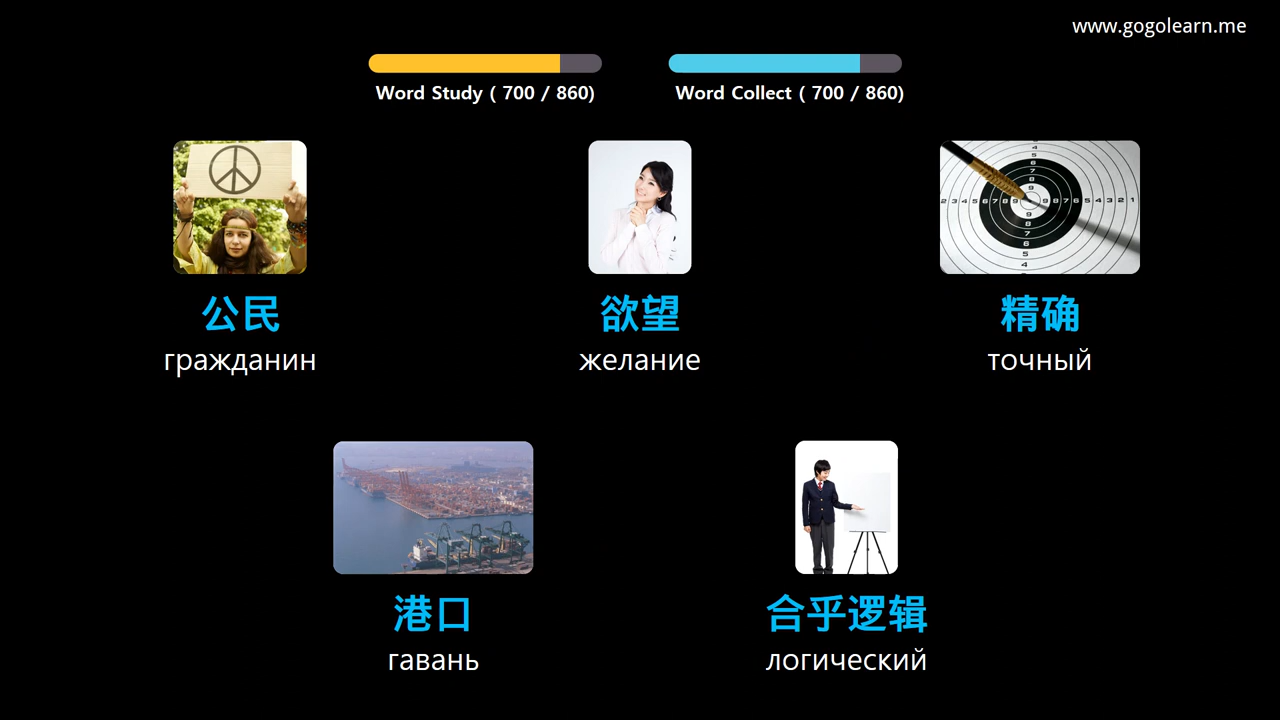 www.gogolearn.me
Word Study ( 700 / 860)
Word Collect ( 700 / 860)
公民
гражданин
欲望
желание
精确
точный
港口
гавань
合乎逻辑
логический